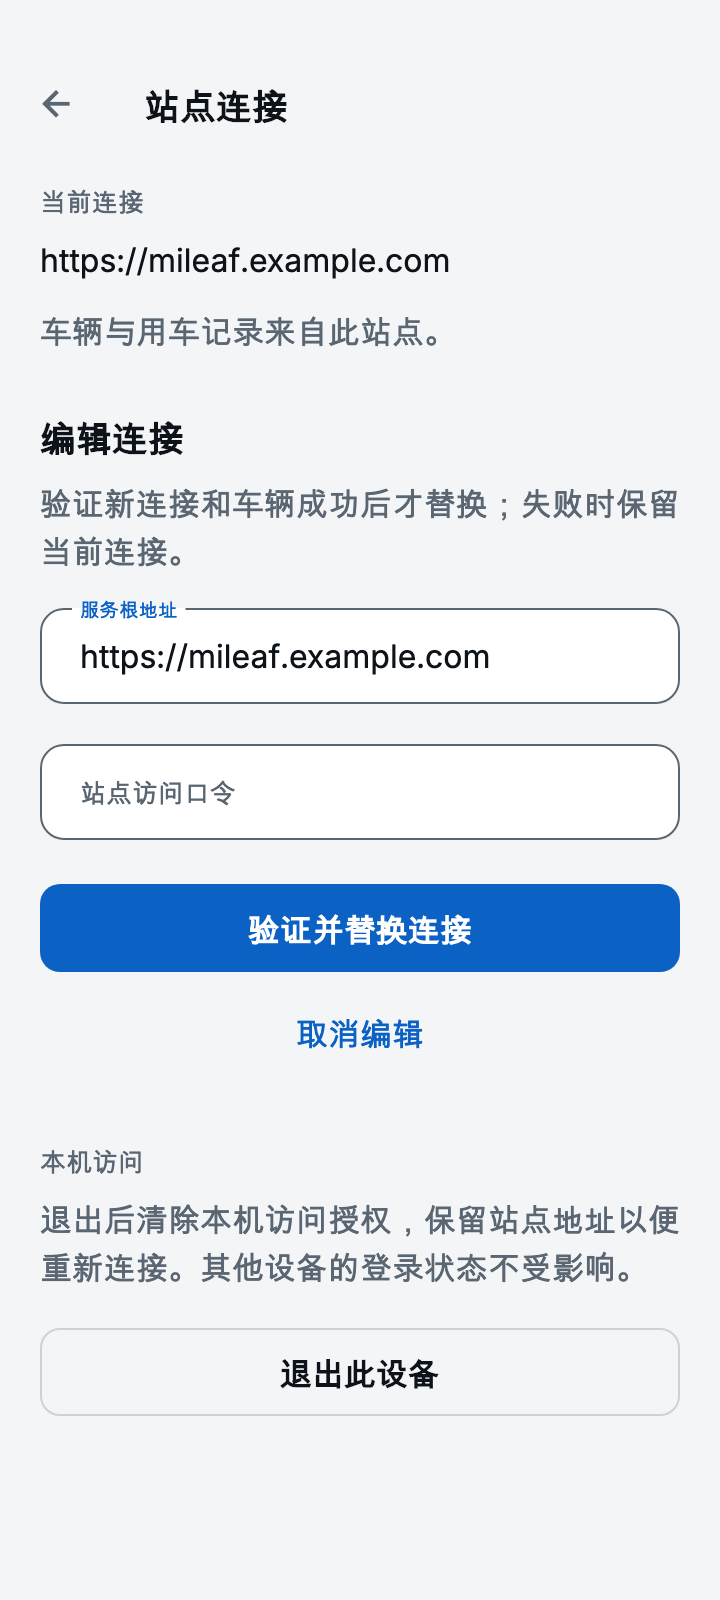 站点连接
当前连接
https://mileaf.example.com
车辆与用车记录来自此站点。
编辑连接
验证新连接和车辆成功后才替换；失败时保留
当前连接。
服务根地址
https://mileaf.example.com
站点访问口令
验证并替换连接
取消编辑
本机访问
退出后清除本机访问授权，保留站点地址以便
重新连接。其他设备的登录状态不受影响。
退出此设备